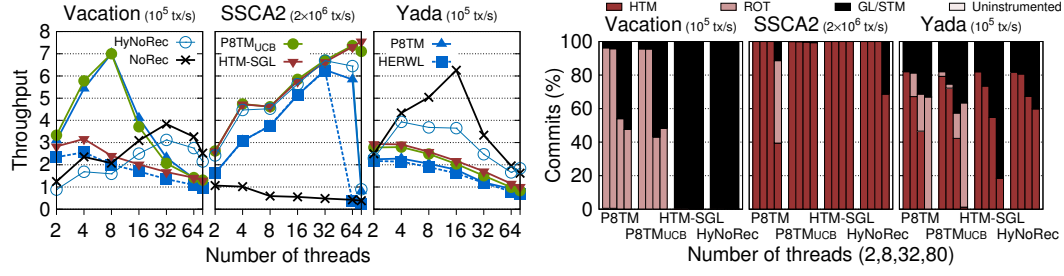 Vacation (10⁵ tx/s) SSCA2 (2×10⁶ tx/s) Yada (10⁵ tx/s)
Throughput
8
7
6
5
4
3
2
1
0
HyNoRec
NoRec
P8TMUCB
HTM-SGL
P8TM
HERWL
2 4 8 16 32 64 2 4 8 16 32 64 2 4 8 16 32 64
Number of threads
HTM ROT GL/STM Uninstrumented
Vacation (10⁵ tx/s) SSCA2 (2×10⁶ tx/s) Yada (10⁵ tx/s)
Commits (%)
100
80
60
40
20
0
P8TM HTM-SGL P8TM HTM-SGL P8TM HTM-SGL
P8TMUCB HyNoRec P8TMUCB HyNoRec P8TMUCB HyNoRec
Number of threads (2,8,32,80)